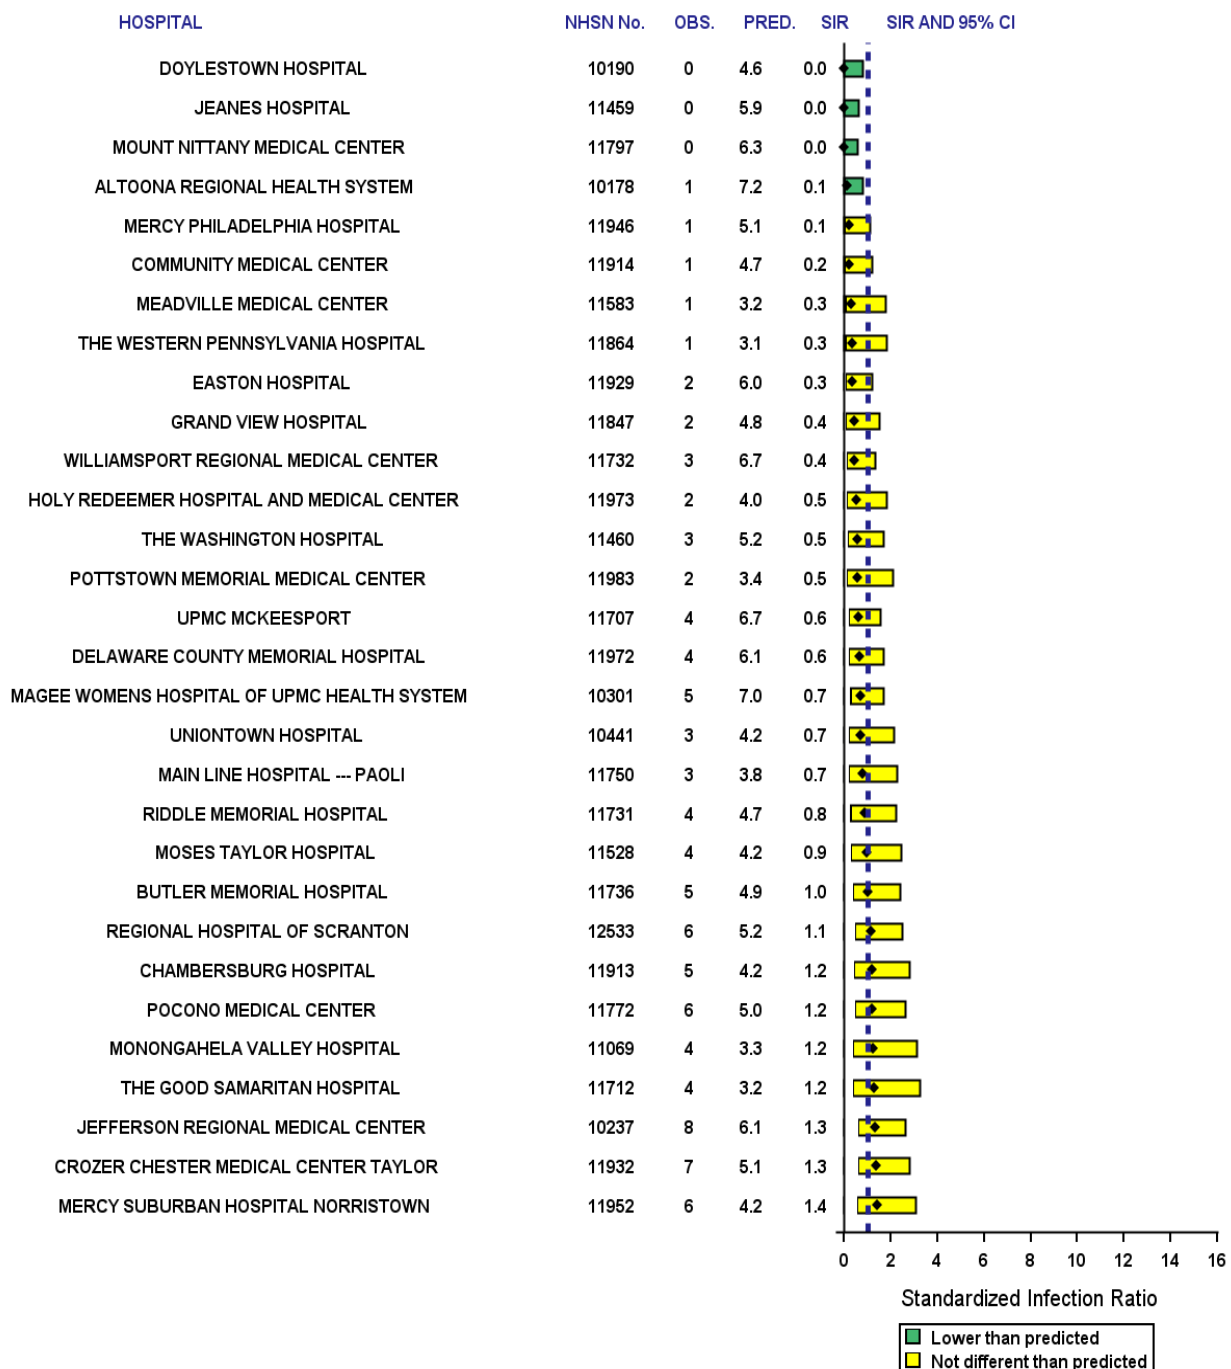 HOSPITAL NHSN No. OBS. PRED. SIR SIR AND 95% CI
DOYLESTOWN HOSPITAL 10190 0 4.6 0.0
JEANES HOSPITAL 11459 0 5.9 0.0
MOUNT NITTANY MEDICAL CENTER 11797 0 6.3 0.0
ALTOONA REGIONAL HEALTH SYSTEM 10178 1 7.2 0.1
MERCY PHILADELPHIA HOSPITAL 11946 1 5.1 0.1
COMMUNITY MEDICAL CENTER 11914 1 4.7 0.2
MEADVILLE MEDICAL CENTER 11583 1 3.2 0.3
THE WESTERN PENNSYLVANIA HOSPITAL 11864 1 3.1 0.3
EASTON HOSPITAL 11929 2 6.0 0.3
GRAND VIEW HOSPITAL 11847 2 4.8 0.4
WILLIAMSPORT REGIONAL MEDICAL CENTER 11732 3 6.7 0.4
HOLY REDEEMER HOSPITAL AND MEDICAL CENTER 11973 2 4.0 0.5
THE WASHINGTON HOSPITAL 11460 3 5.2 0.5
POTTSTOWN MEMORIAL MEDICAL CENTER 11983 2 3.4 0.5
UPMC MCKEESPORT 11707 4 6.7 0.6
DELAWARE COUNTY MEMORIAL HOSPITAL 11972 4 6.1 0.6
MAGEE WOMENS HOSPITAL OF UPMC HEALTH SYSTEM 10301 5 7.0 0.7
UNIONTOWN HOSPITAL 10441 3 4.2 0.7
MAIN LINE HOSPITAL --- PAOLI 11750 3 3.8 0.7
RIDDLE MEMORIAL HOSPITAL 11731 4 4.7 0.8
MOSES TAYLOR HOSPITAL 11528 4 4.2 0.9
BUTLER MEMORIAL HOSPITAL 11736 5 4.9 1.0
REGIONAL HOSPITAL OF SCRANTON 12533 6 5.2 1.1
CHAMBERSBURG HOSPITAL 11913 5 4.2 1.2
POCONO MEDICAL CENTER 11772 6 5.0 1.2
MONONGAHELA VALLEY HOSPITAL 11069 4 3.3 1.2
THE GOOD SAMARITAN HOSPITAL 11712 4 3.2 1.2
JEFFERSON REGIONAL MEDICAL CENTER 10237 8 6.1 1.3
CROZER CHESTER MEDICAL CENTER TAYLOR 11932 7 5.1 1.3
MERCY SUBURBAN HOSPITAL NORRISTOWN 11952 6 4.2 1.4
0 2 4 6 8 10 12 14 16
Standardized Infection Ratio
Lower than predicted
Not different than predicted